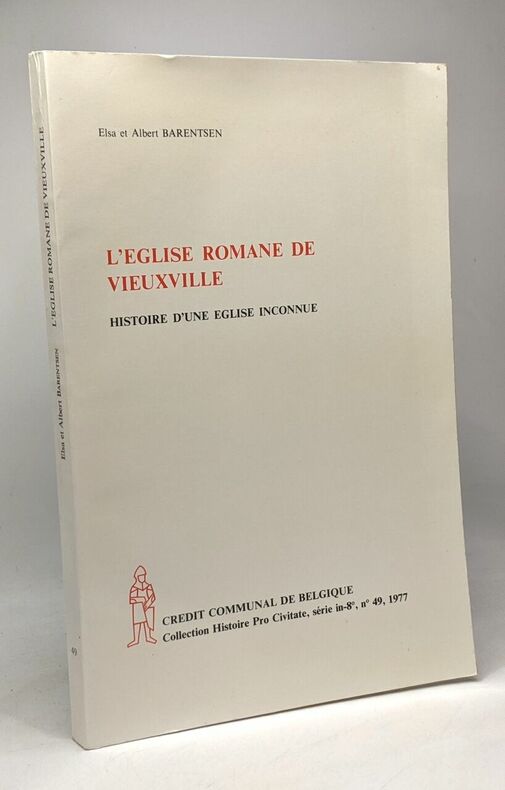 Elsa et Albert BARENTSEN
L'EGLISE ROMANE DE
VIEUXVILLE
HISTOIRE D'UNE EGLISE INCONNUE
CREDIT COMMUNAL DE BELGIQUE
Collection Histoire Pro Civitate, série in-8°, n° 49, 1977
49
Elsa et Albert BARENTSEN
L'EGLISE ROMANE DE VIEUXVILLE